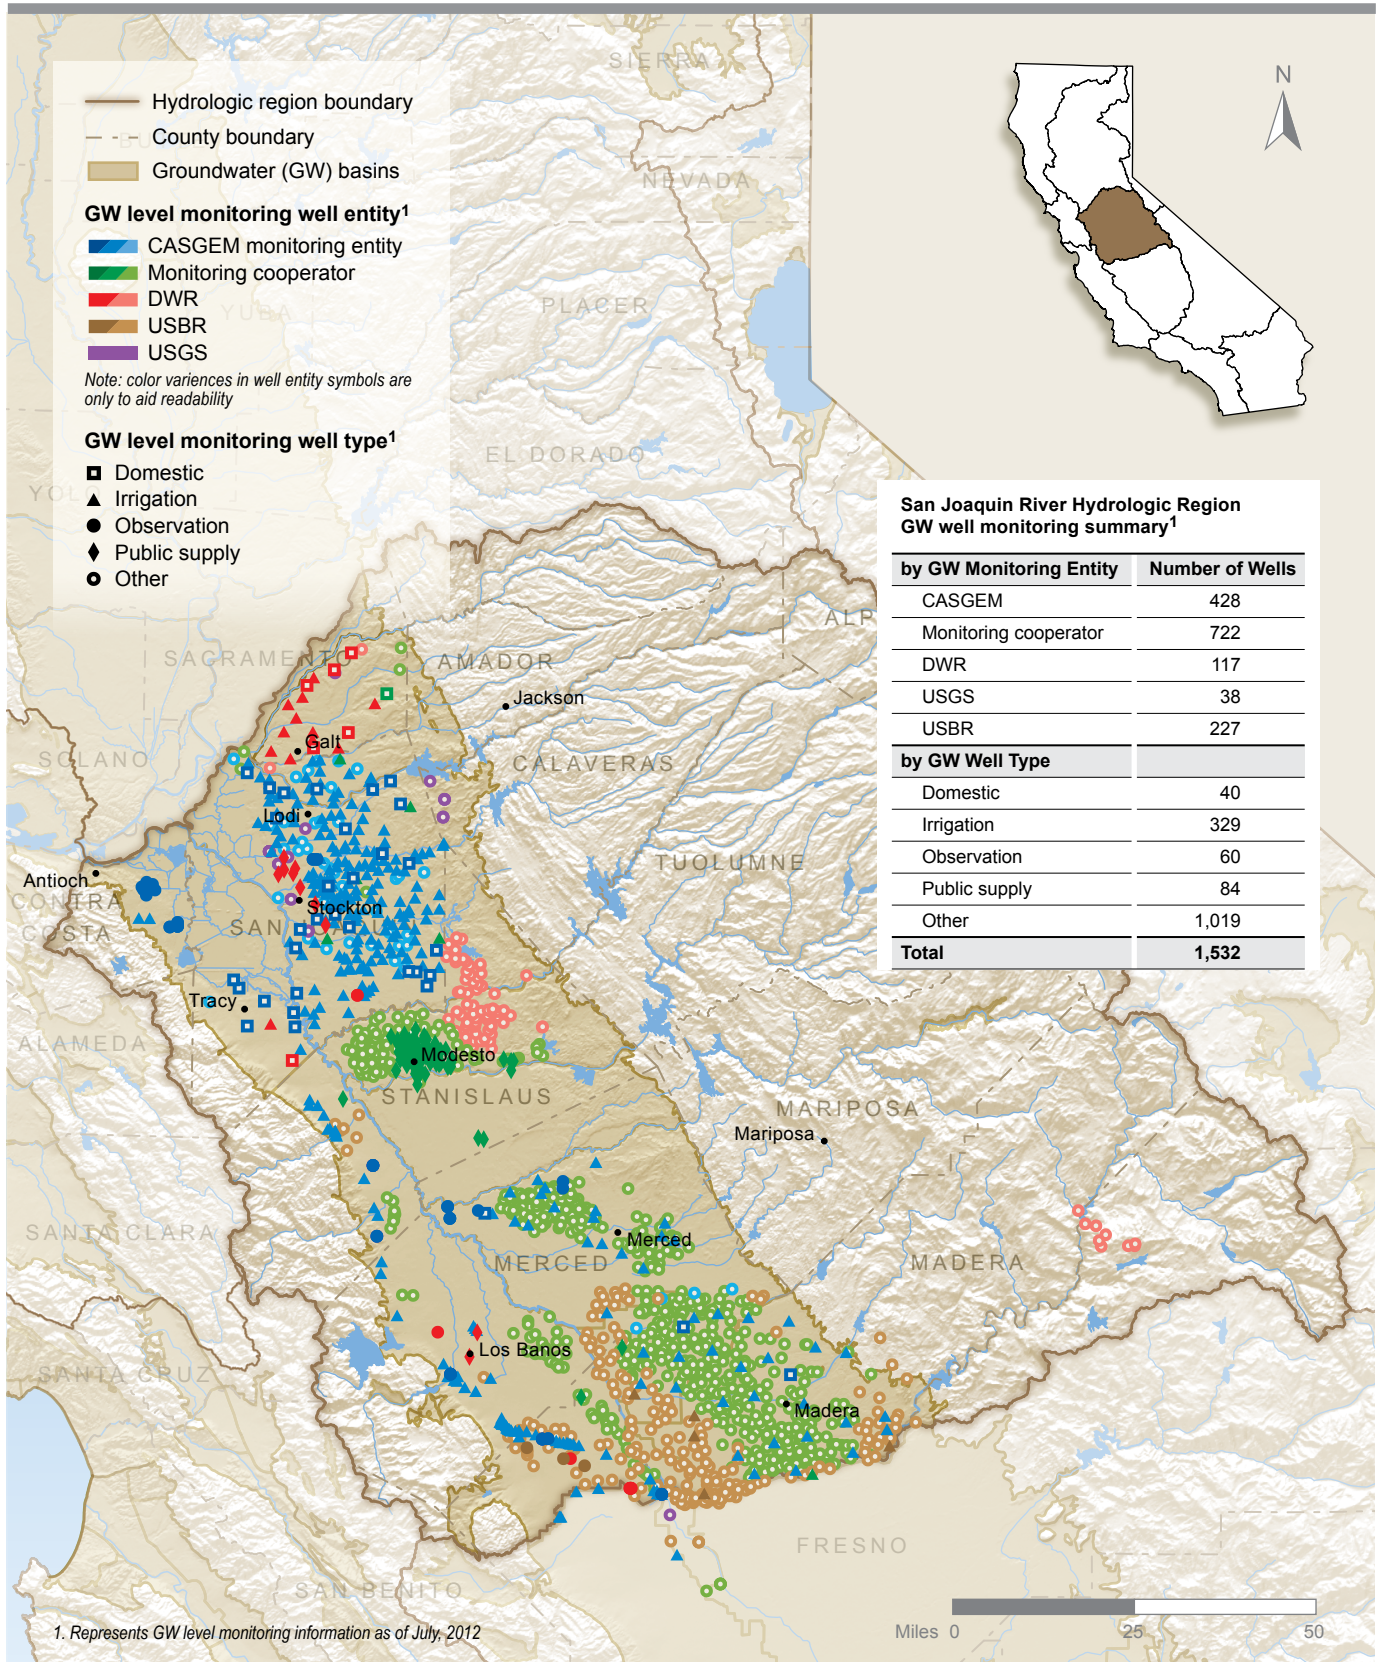 Hydrologic region boundary
County boundary
Groundwater (GW) basins
GW level monitoring well entity1
CASGEM monitoring entity
Monitoring cooperator
DWR
USBR
USGS
Note: color variences in well entity symbols are
only to aid readability
GW level monitoring well type1
Domestic
Irrigation
Observation
Public supply
Other
N
San Joaquin River Hydrologic Region
GW well monitoring summary1
by GW Monitoring Entity Number of Wells
CASGEM 428
Monitoring cooperator 722
DWR 117
USGS 38
USBR 227
by GW Well Type
Domestic 40
Irrigation 329
Observation 60
Public supply 84
Other 1,019
Total 1,532
SIERRA
NEVADA
YUBA
PLACER
EL DORADO
YOLO
ALP
SACRAMENTO
AMADOR
Jackson
Galt
SOLANO
CALAVERAS
Lodi
TUOLUMNE
Antioch
CONTRA
COSTA
Stockton
SAN JOAQUIN
Tracy
ALAMEDA
Modesto
STANISLAUS
MARIPOSA
Mariposa
SANTA CLARA
Merced
MERCED
MADERA
Los Banos
SANTA CRUZ
Madera
FRESNO
SAN BENITO
1. Represents GW level monitoring information as of July, 2012
Miles 0 25 50